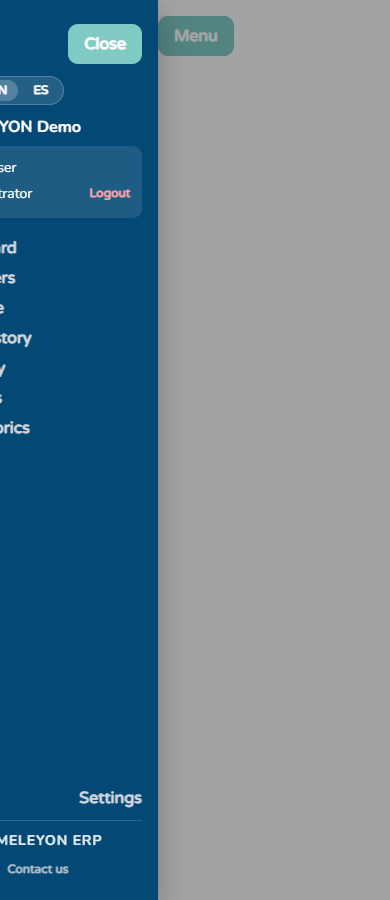 Close
Menu
N ES
YON Demo
ser
trator Logout
rd
ers
e
story
y
s
orics
Settings
MELEYON ERP
Contact us